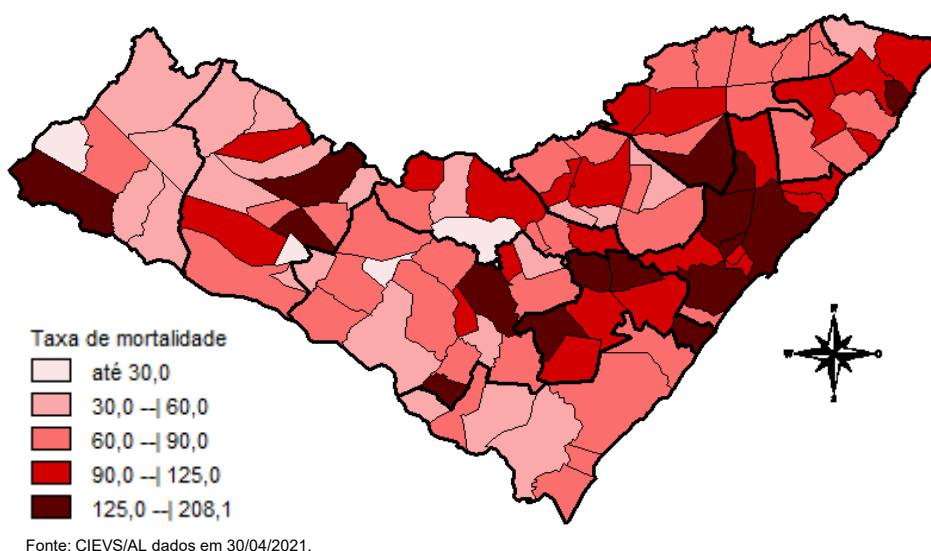 Taxa de mortalidade
até 30,0
30,0 --| 60,0
60,0 --| 90,0
90,0 --| 125,0
125,0 --| 208,1
Fonte: CIEVS/AL dados em 30/04/2021.